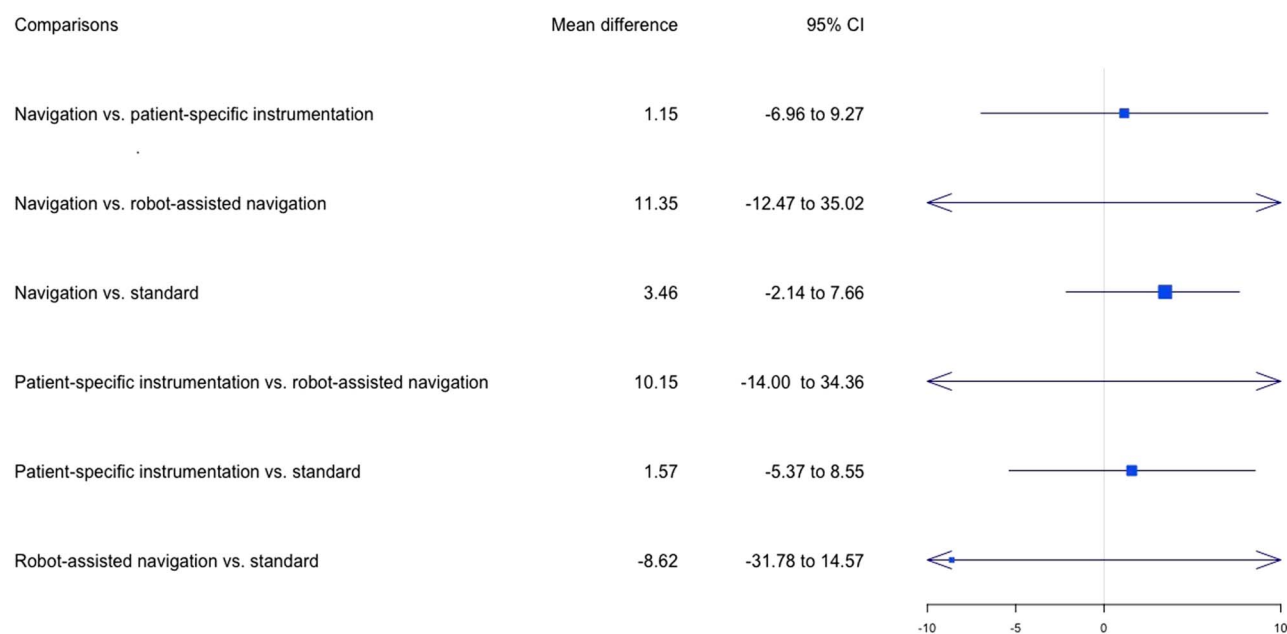 Comparisons Mean difference 95% CI
Navigation vs. patient-specific instrumentation 1.15 -6.96 to 9.27
Navigation vs. robot-assisted navigation 11.35 -12.47 to 35.02
Navigation vs. standard 3.46 -2.14 to 7.66
Patient-specific instrumentation vs. robot-assisted navigation 10.15 -14.00 to 34.36
Patient-specific instrumentation vs. standard 1.57 -5.37 to 8.55
Robot-assisted navigation vs. standard -8.62 -31.78 to 14.57
-10 -5 0 10